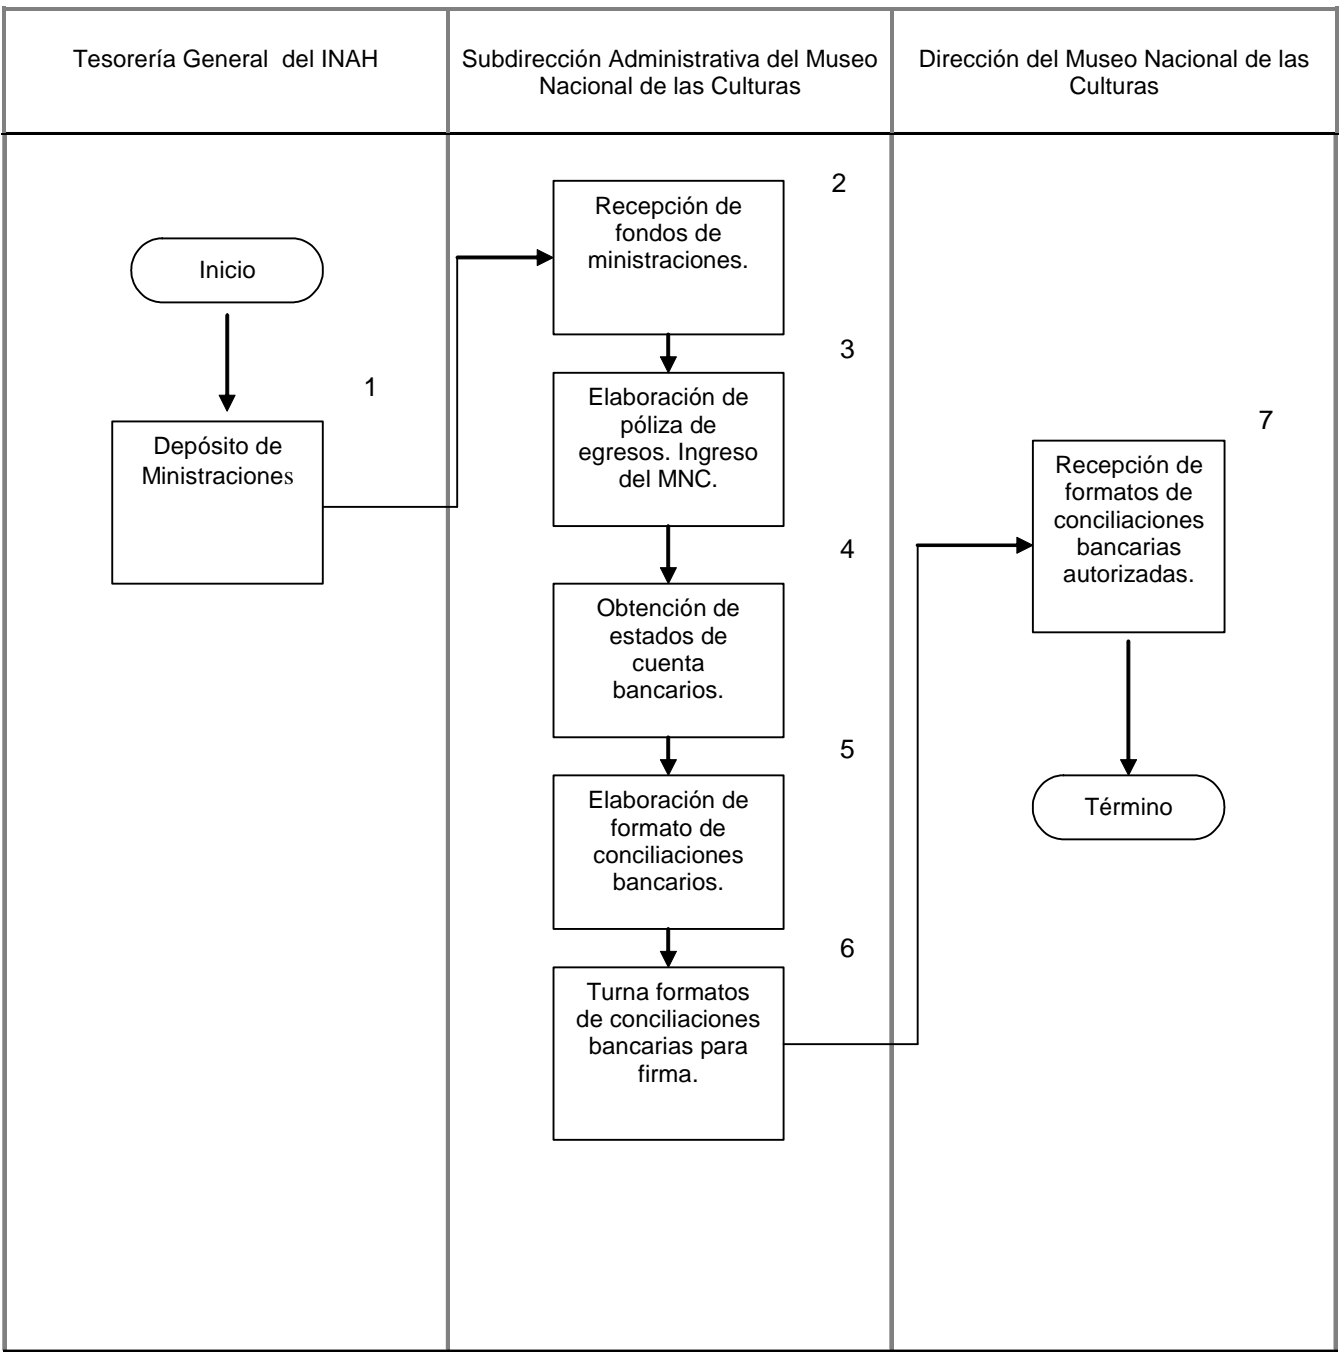 Tesorería General  del INAH
Subdirección Administrativa del Museo
Nacional de las Culturas
Dirección del Museo Nacional de las
Culturas
Inicio
1
Depósito de
Ministraciones
2
Recepción de
fondos de
ministraciones.
3
Elaboración de
póliza de
egresos. Ingreso
del MNC.
4
Obtención de
estados de
cuenta
bancarios.
5
Elaboración de
formato de
conciliaciones
bancarios.
6
Turna formatos
de conciliaciones
bancarias para
firma.
7
Recepción de
formatos de
conciliaciones
bancarias
autorizadas.
Término